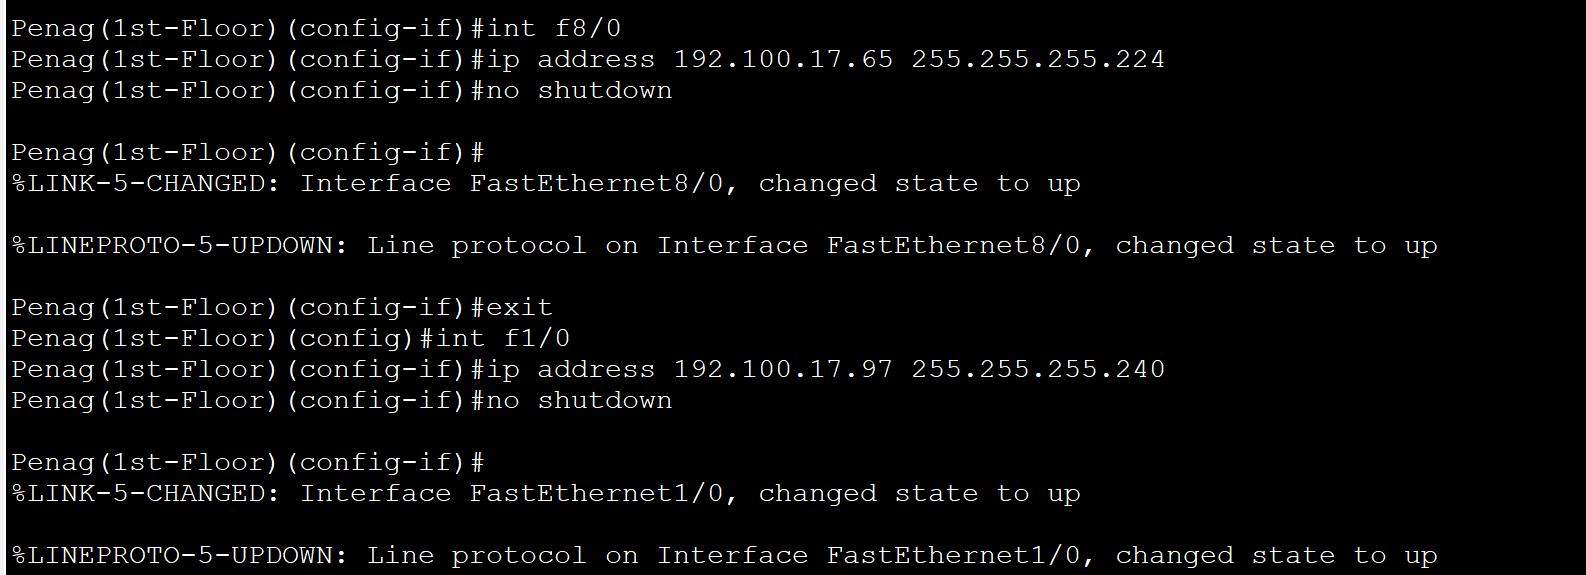 Penag(1st-Floor)(config-if)#int f8/0
Penag(1st-Floor)(config-if)#ip address 192.100.17.65 255.255.255.224
Penag(1st-Floor)(config-if)#no shutdown
Penag(1st-Floor)(config-if)#
%LINK-5-CHANGED: Interface FastEthernet8/0, changed state to up
%LINEPROTO-5-UPDOWN: Line protocol on Interface FastEthernet8/0, changed state to up
Penag(1st-Floor)(config-if)#exit
Penag(1st-Floor)(config)#int f1/0
Penag(1st-Floor)(config-if)#ip address 192.100.17.97 255.255.255.240
Penag(1st-Floor)(config-if)#no shutdown
Penag(1st-Floor)(config-if)#
%LINK-5-CHANGED: Interface FastEthernet1/0, changed state to up
%LINEPROTO-5-UPDOWN: Line protocol on Interface FastEthernet1/0, changed state to up